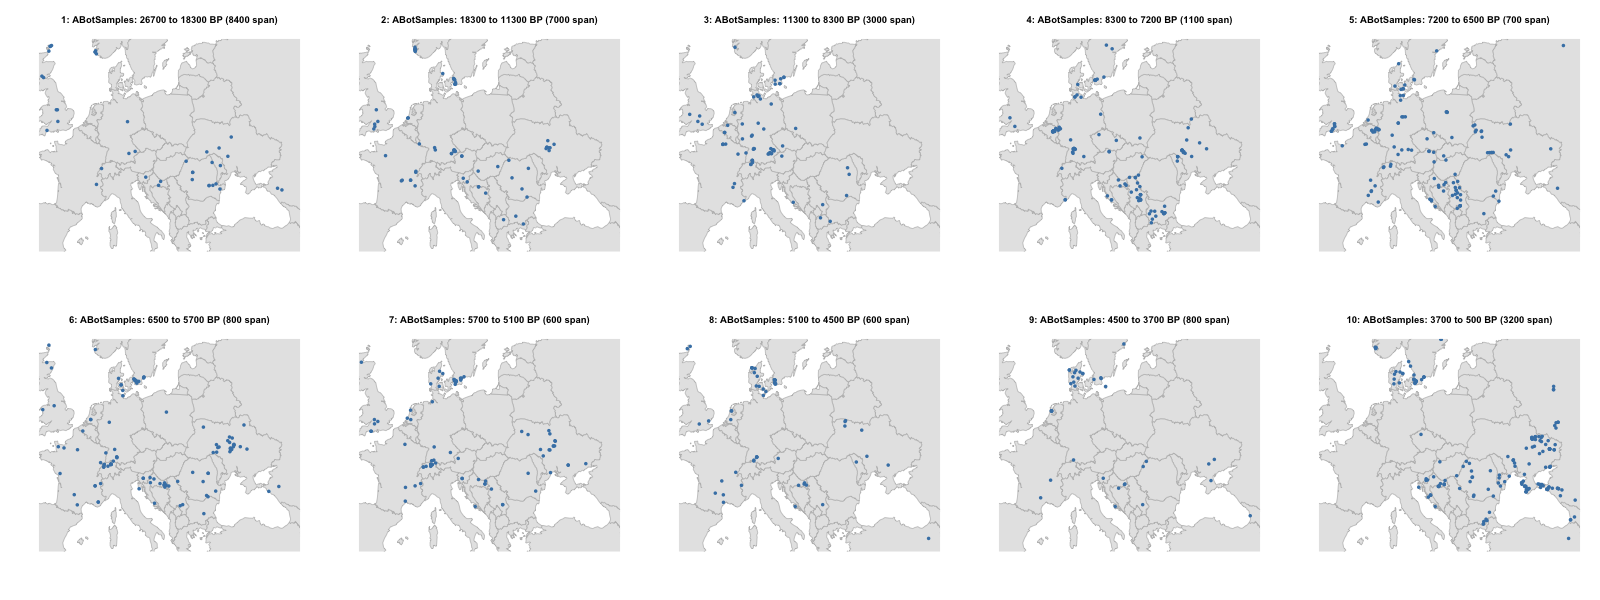 1: ABotSamples: 26700 to 18300 BP (8400 span)
2: ABotSamples: 18300 to 11300 BP (7000 span)
3: ABotSamples: 11300 to 8300 BP (3000 span)
4: ABotSamples: 8300 to 7200 BP (1100 span)
5: ABotSamples: 7200 to 6500 BP (700 span)
6: ABotSamples: 6500 to 5700 BP (800 span)
7: ABotSamples: 5700 to 5100 BP (600 span)
8: ABotSamples: 5100 to 4500 BP (600 span)
9: ABotSamples: 4500 to 3700 BP (800 span)
10: ABotSamples: 3700 to 500 BP (3200 span)